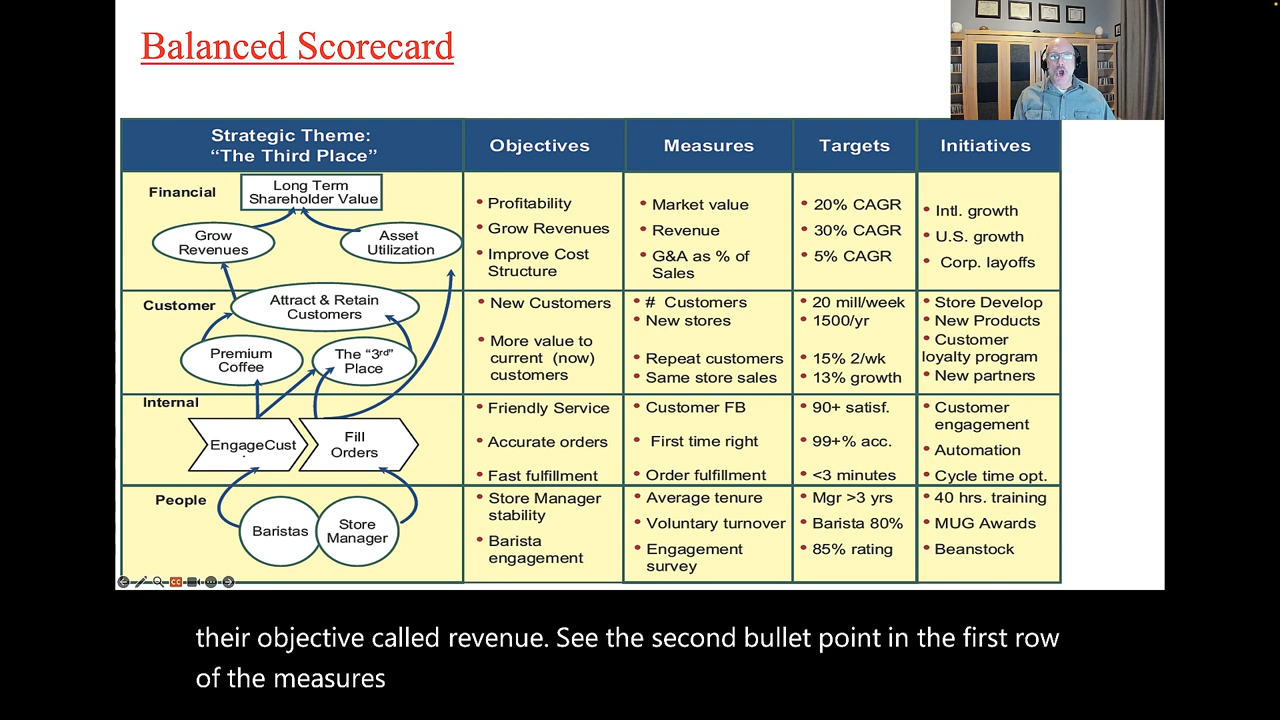 Balanced Scorecard
Strategic Theme:
“The Third Place”
Objectives
Measures
Targets
Initiatives
Financial
Long Term
Shareholder Value
Grow
Revenues
Asset
Utilization
• Profitability
• Grow Revenues
• Improve Cost
Structure
• Market value
• Revenue
• G&A as % of
Sales
• 20% CAGR
• 30% CAGR
• 5% CAGR
• Intl. growth
• U.S. growth
• Corp. layoffs
Customer
Attract & Retain
Customers
Premium
Coffee
The “3rd”
Place
• New Customers
• More value to
current (now)
customers
• # Customers
• New stores
• Repeat customers
• Same store sales
• 20 mill/week
• 1500/yr
• 15% 2/wk
• 13% growth
• Store Develop
• New Products
• Customer
loyalty program
• New partners
Internal
EngageCust
.
Fill
Orders
• Friendly Service
• Accurate orders
• Fast fulfillment
• Customer FB
• First time right
• Order fulfillment
• 90+ satisf.
• 99+% acc.
• <3 minutes
• Customer
engagement
• Automation
• Cycle time opt.
People
Baristas
Store
Manager
• Store Manager
stability
• Barista
engagement
• Average tenure
• Voluntary turnover
• Engagement
survey
• Mgr >3 yrs
• Barista 80%
• 85% rating
• 40 hrs. training
• MUG Awards
• Beanstock
CC
their objective called revenue. See the second bullet point in the first row
of the measures